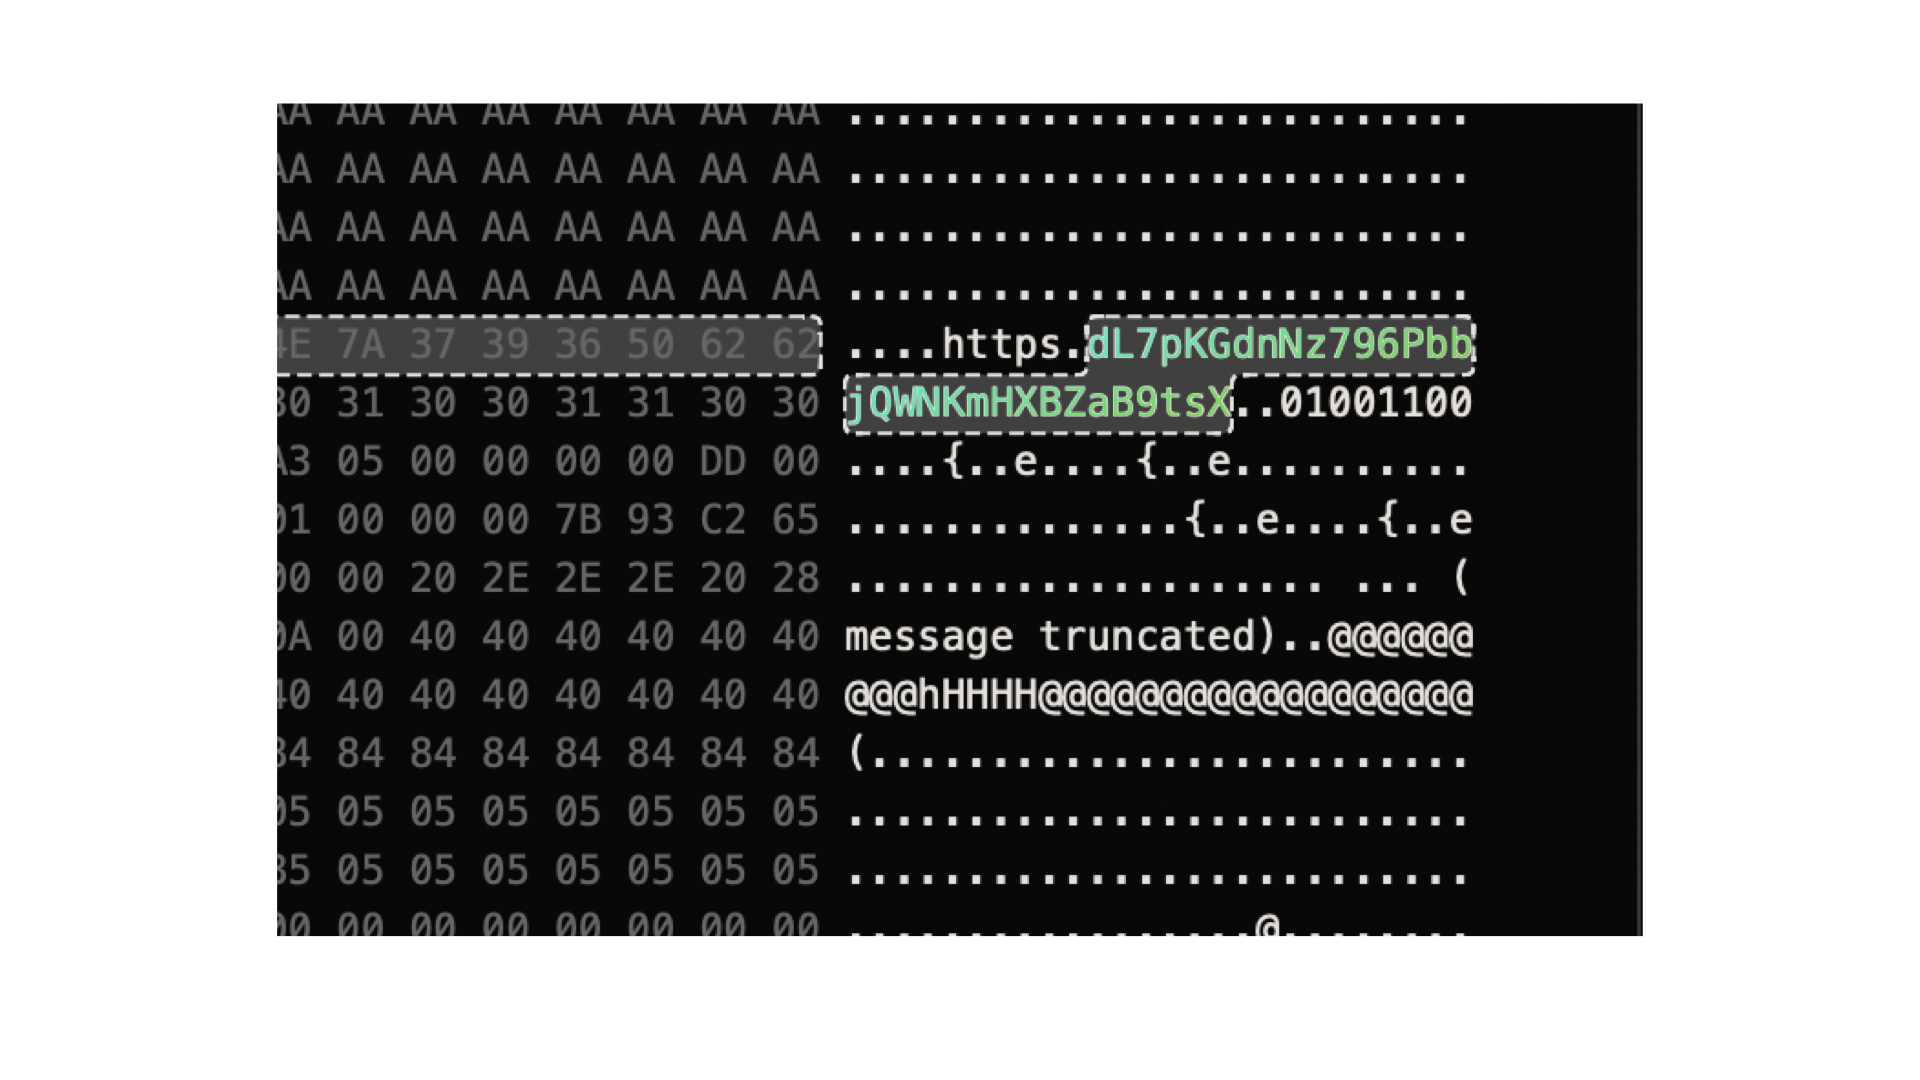 AA AA AA AA AA AA AA AA ..........................
AA AA AA AA AA AA AA AA ..........................
AA AA AA AA AA AA AA AA ..........................
AA AA AA AA AA AA AA AA ..........................
4E 7A 37 39 36 50 62 62 ....https.dL7pKGdnNz796Pbb
30 31 30 30 31 31 30 30 jQWNKmHXBZaB9tsX..01001100
A3 05 00 00 00 00 DD 00 ....{..e....{..e..........
01 00 00 00 7B 93 C2 65 ..............{..e....{..e
00 00 20 2E 2E 2E 20 28 .................... ... (
0A 00 40 40 40 40 40 40 message truncated)..@@@@@@
40 40 40 40 40 40 40 40 @@@hHHHH@@@@@@@@@@@@@@@@@@
84 84 84 84 84 84 84 84 (.........................
05 05 05 05 05 05 05 05 ..........................
85 05 05 05 05 05 05 05 ..........................
00 00 00 00 00 00 00 00 .................@........